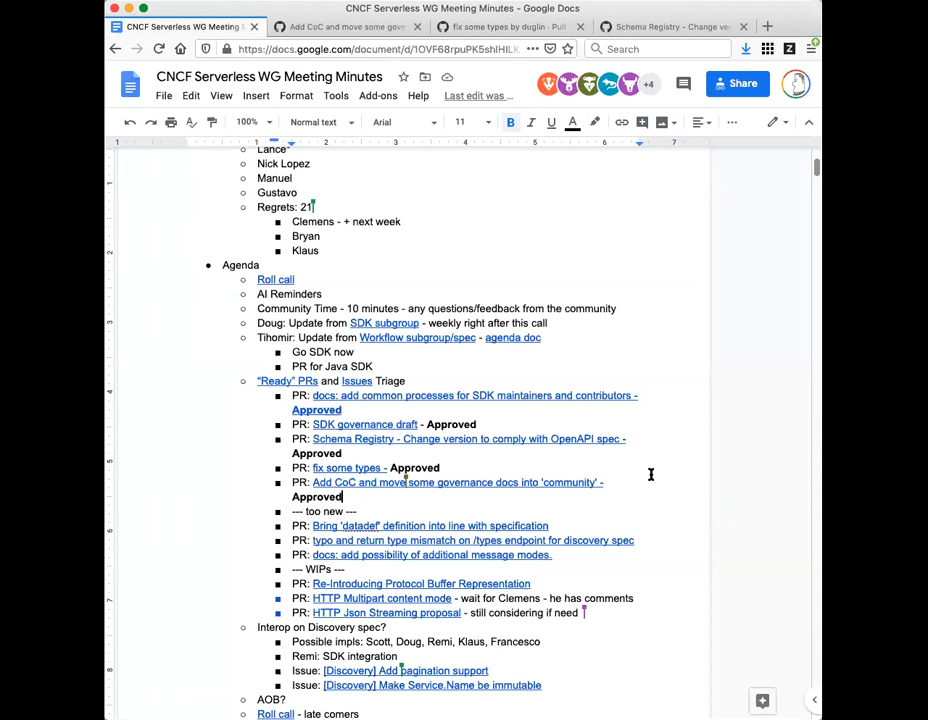 CNCF Serverless WG Meeting Minutes - Google Docs
CNCF Serverless WG Meeting Minutes
Add CoC and move some gover
fix some types by duglin · Pull
Schema Registry - Change ver
https://docs.google.com/document/d/1OVF68rpuPK5shIHILK
Search
CNCF Serverless WG Meeting Minutes
+4
Share
File Edit View Insert Format Tools Add-ons Help Last edit was ...
100% Normal text Arial 11 B I U A
1 1 2 3 4 5 6 7
Lance
Nick Lopez
Manuel
Gustavo
Regrets: 21
Clemens - + next week
Bryan
Klaus
Agenda
Roll call
AI Reminders
Community Time - 10 minutes - any questions/feedback from the community
Doug: Update from SDK subgroup - weekly right after this call
Tihomir: Update from Workflow subgroup/spec - agenda doc
Go SDK now
PR for Java SDK
"Ready" PRs and Issues Triage
PR: docs: add common processes for SDK maintainers and contributors -
Approved
PR: SDK governance draft - Approved
PR: Schema Registry - Change version to comply with OpenAPI spec -
Approved
PR: fix some types - Approved
PR: Add CoC and move some governance docs into 'community' -
Approved
--- too new ---
PR: Bring 'datadef' definition into line with specification
PR: typo and return type mismatch on /types endpoint for discovery spec
PR: docs: add possibility of additional message modes.
--- WIPs ---
PR: Re-Introducing Protocol Buffer Representation
PR: HTTP Multipart content mode - wait for Clemens - he has comments
PR: HTTP Json Streaming proposal - still considering if need
Interop on Discovery spec?
Possible impls: Scott, Doug, Remi, Klaus, Francesco
Remi: SDK integration
Issue: [Discovery] Add pagination support
Issue: [Discovery] Make Service.Name be immutable
AOB?
Roll call - late comers